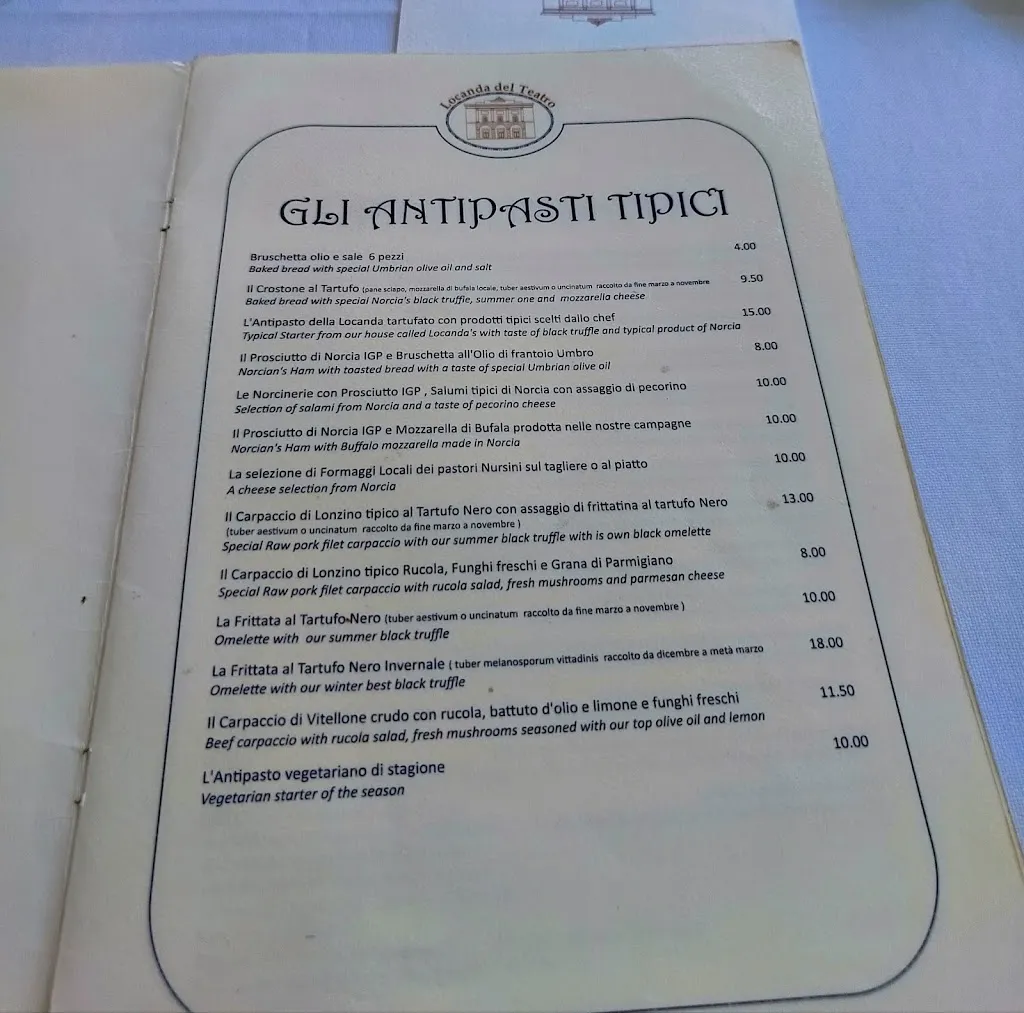 Locanda del Teatro
GLI ANTIPASTI TIPICI
Bruschetta olio e sale 6 pezzi 4.00
Baked bread with special Umbrian olive oil and salt
Il Crostone al Tartufo (pane sciapo, mozzarella di bufala locale, tuber aestivum o uncinatum raccolto da fine marzo a novembre 9.50
Baked bread with special Norcia's black truffle, summer one and mozzarella cheese
L'Antipasto della Locanda tartufato con prodotti tipici scelti dallo chef 15.00
Typical Starter from our house called Locanda's with taste of black truffle and typical product of Norcia
Il Prosciutto di Norcia IGP e Bruschetta all'Olio di frantoio Umbro 8.00
Norcian's Ham with toasted bread with a taste of special Umbrian olive oil
Le Norcinerie con Prosciutto IGP , Salumi tipici di Norcia con assaggio di pecorino 10.00
Selection of salami from Norcia and a taste of pecorino cheese
Il Prosciutto di Norcia IGP e Mozzarella di Bufala prodotta nelle nostre campagne 10.00
Norcian's Ham with Buffalo mozzarella made in Norcia
La selezione di Formaggi Locali dei pastori Nursini sul tagliere o al piatto 10.00
A cheese selection from Norcia
Il Carpaccio di Lonzino tipico al Tartufo Nero con assaggio di frittatina al tartufo Nero 13.00
(tuber aestivum o uncinatum raccolto da fine marzo a novembre )
Special Raw pork filet carpaccio with our summer black truffle with is own black omelette
Il Carpaccio di Lonzino tipico Rucola, Funghi freschi e Grana di Parmigiano 8.00
Special Raw pork filet carpaccio with rucola salad, fresh mushrooms and parmesan cheese
La Frittata al Tartufo Nero (tuber aestivum o uncinatum raccolto da fine marzo a novembre ) 10.00
Omelette with our summer black truffle
La Frittata al Tartufo Nero Invernale ( tuber melanosporum vittadinis raccolto da dicembre a metà marzo 18.00
Omelette with our winter best black truffle
Il Carpaccio di Vitellone crudo con rucola, battuto d'olio e limone e funghi freschi 11.50
Beef carpaccio with rucola salad, fresh mushrooms seasoned with our top olive oil and lemon
L'Antipasto vegetariano di stagione 10.00
Vegetarian starter of the season